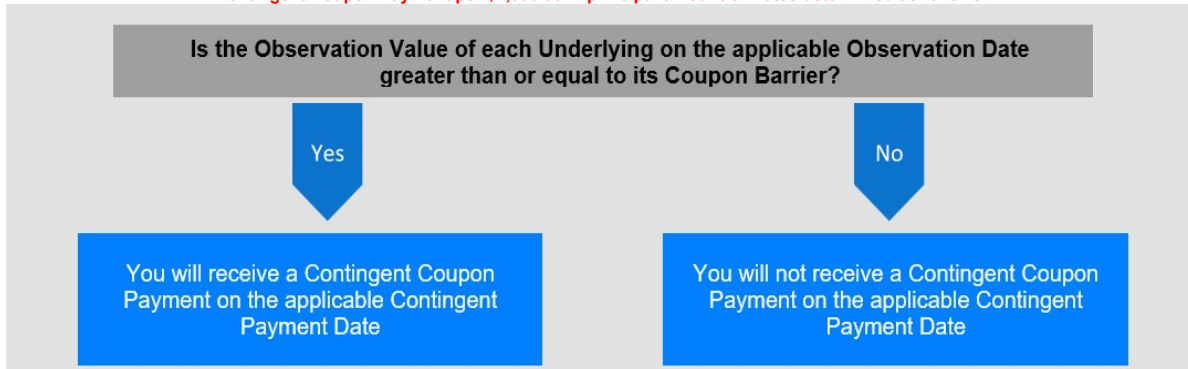 Is the Observation Value of each Underlying on the applicable Observation Date
greater than or equal to its Coupon Barrier?
Yes
No
You will receive a Contingent Coupon
Payment on the applicable Contingent
Payment Date
You will not receive a Contingent Coupon
Payment on the applicable Contingent
Payment Date